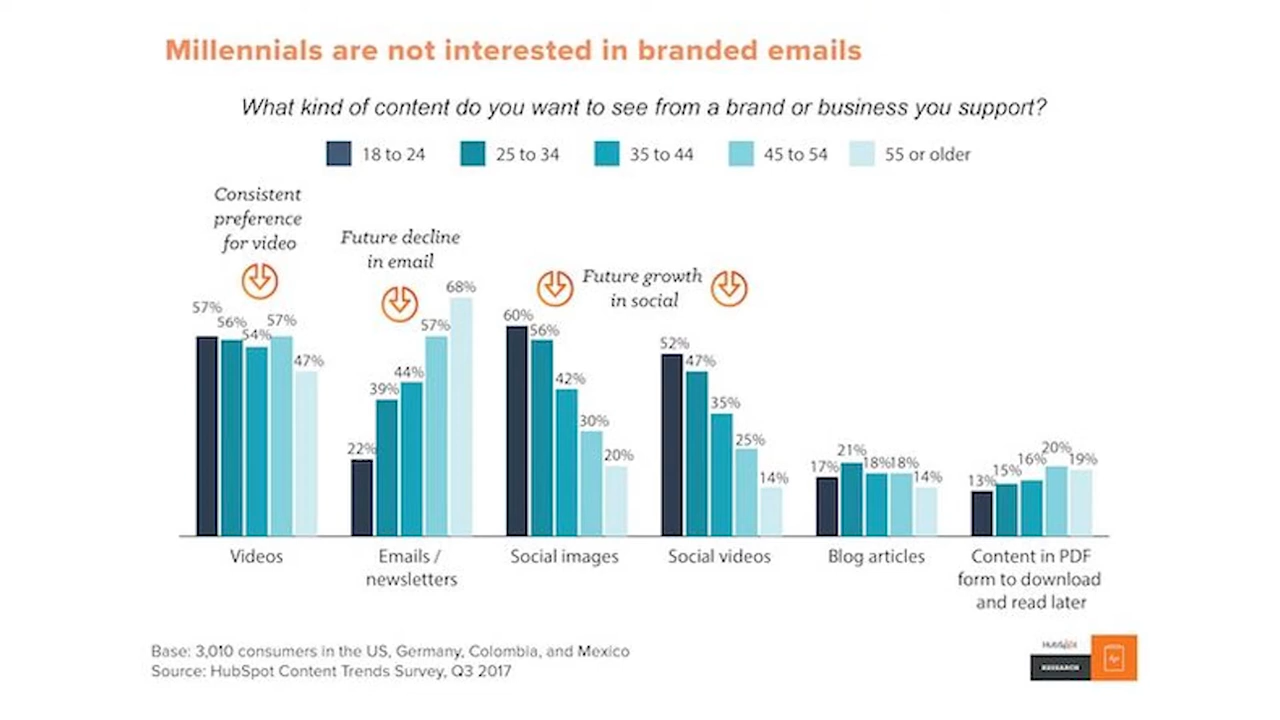 Millennials are not interested in branded emails
What kind of content do you want to see from a brand or business you support?
18 to 24 25 to 34 35 to 44 45 to 54 55 or older
Consistent
preference
for video
Future decline
in email
Future growth
in social
57% 56% 54% 57% 47%
22% 39% 44% 57% 68%
60% 56% 42% 30% 20%
52% 47% 35% 25% 14%
17% 21% 18% 18% 14%
13% 15% 16% 20% 19%
Videos
Emails /
newsletters
Social images
Social videos
Blog articles
Content in PDF
form to download
and read later
Base: 3,010 consumers in the US, Germany, Colombia, and Mexico
Source: HubSpot Content Trends Survey, Q3 2017
HubSpot
RESEARCH